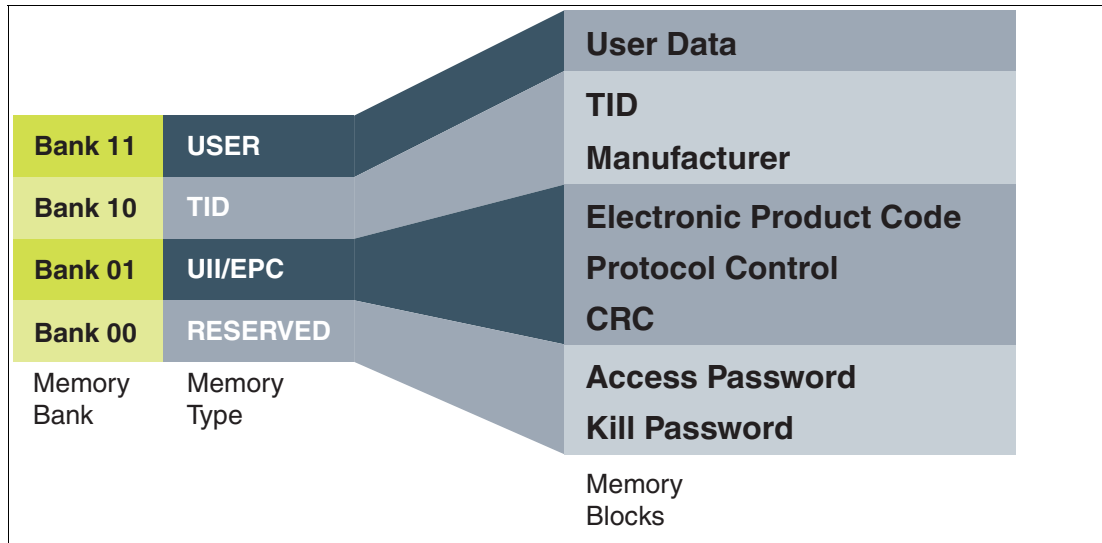 User Data
TID
Manufacturer
Bank 11 USER
Bank 10 TID
Electronic Product Code
Bank 01 UII/EPC
Protocol Control
CRC
Bank 00 RESERVED
Access Password
Kill Password
Memory
Bank
Memory
Type
Memory
Blocks